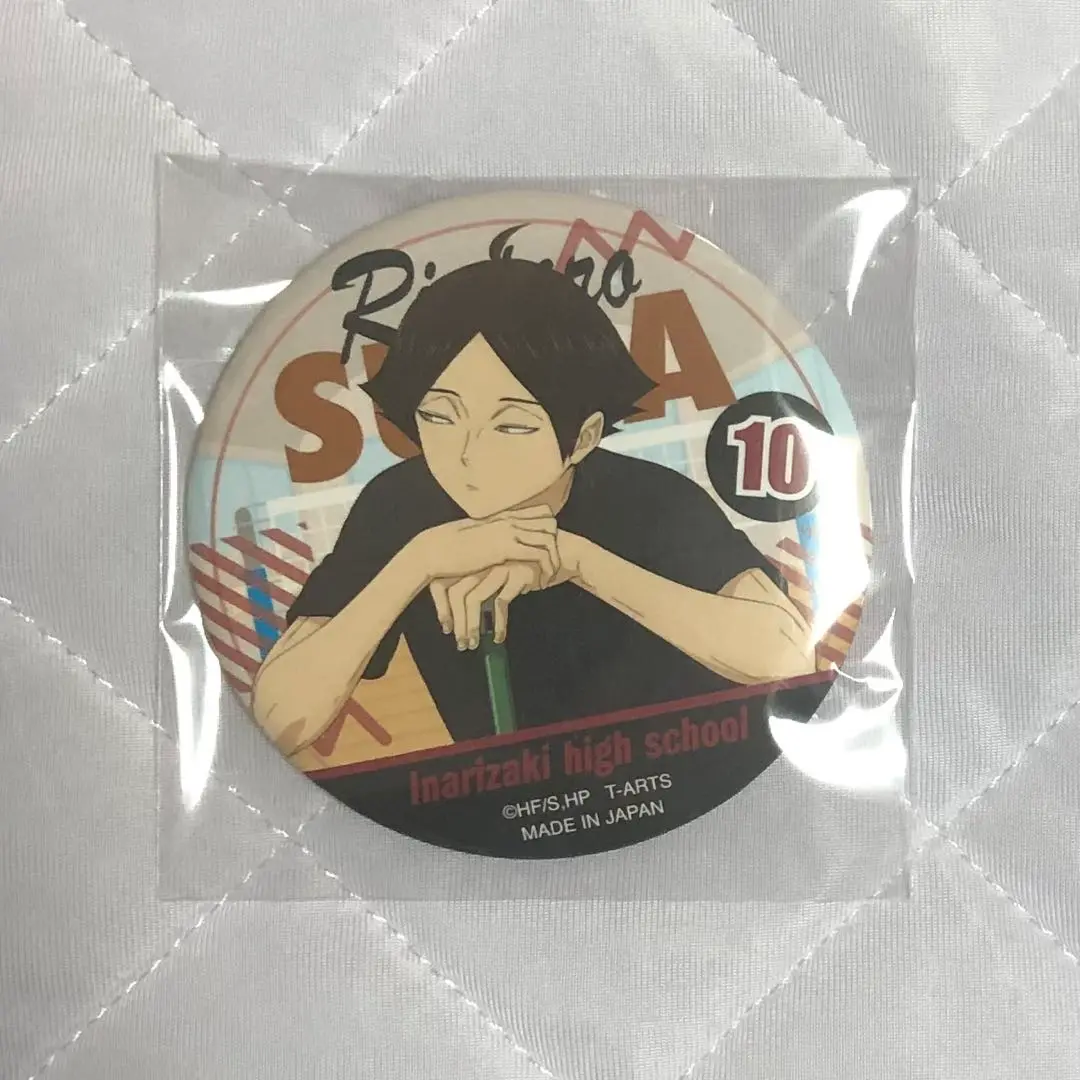 10
Inarizaki high school
©HF/S,HP T-ARTS
MADE IN JAPAN